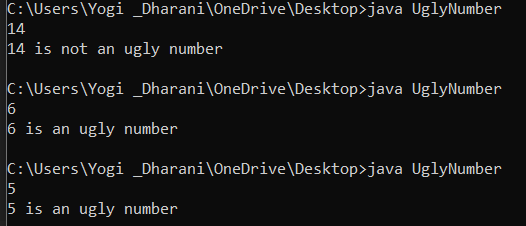 C:\Users\Yogi _Dharani\OneDrive\Desktop>java UglyNumber
14
14 is not an ugly number
C:\Users\Yogi _Dharani\OneDrive\Desktop>java UglyNumber
6
6 is an ugly number
C:\Users\Yogi _Dharani\OneDrive\Desktop>java UglyNumber
5
5 is an ugly number